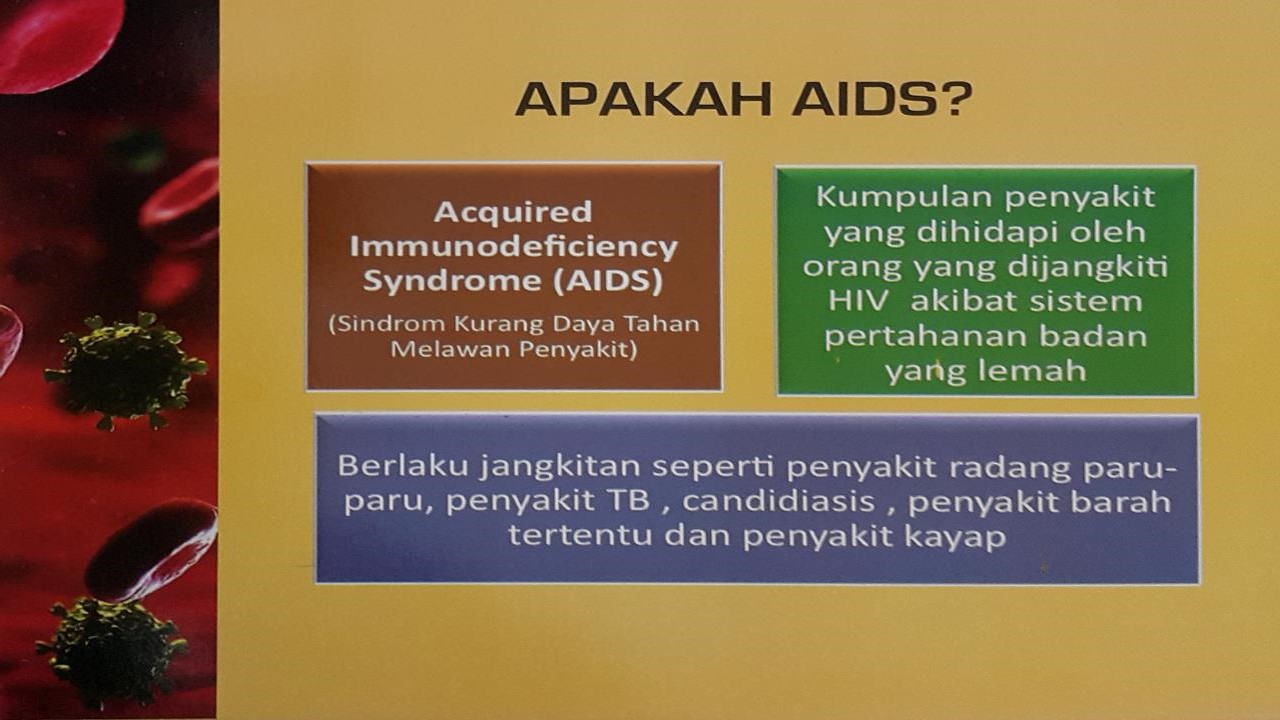 APAKAH AIDS?
Acquired
Immunodeficiency
Syndrome (AIDS)
(Sindrom Kurang Daya Tahan
Melawan Penyakit)
Kumpulan penyakit
yang dihidapi oleh
orang yang dijangkiti
HIV akibat sistem
pertahanan badan
yang lemah
Berlaku jangkitan seperti penyakit radang paru-
paru, penyakit TB , candidiasis , penyakit barah
tertentu dan penyakit kayap